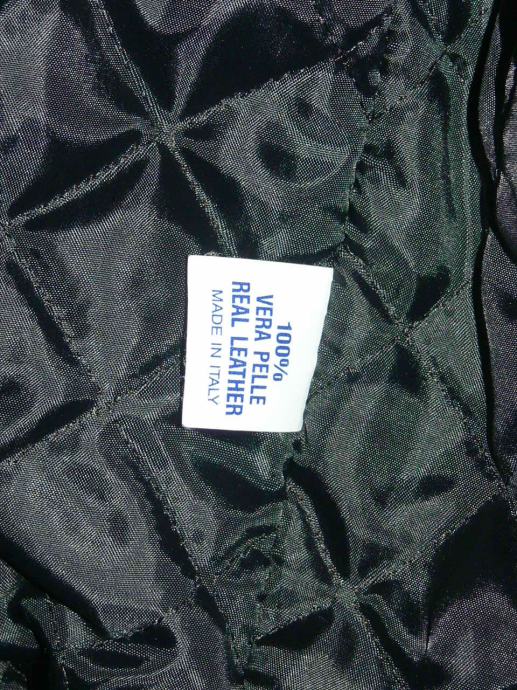 100%
VERA PELLE
REAL LEATHER
MADE IN ITALY